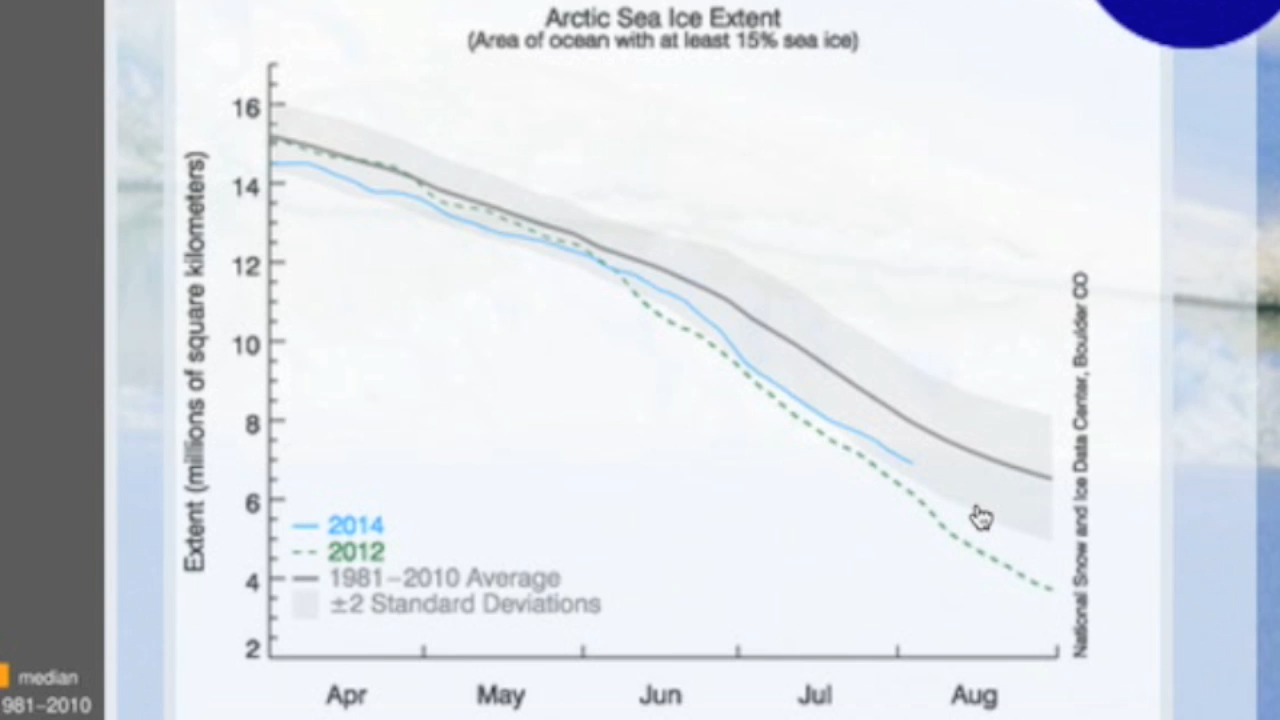 Arctic Sea Ice Extent
(Area of ocean with at least 15% sea ice)
Extent (millions of square kilometers)
16
14
12
10
8
6
4
2
2014
2012
1981–2010 Average
±2 Standard Deviations
Apr May Jun Jul Aug
National Snow and Ice Data Center, Boulder CO
median
981–2010